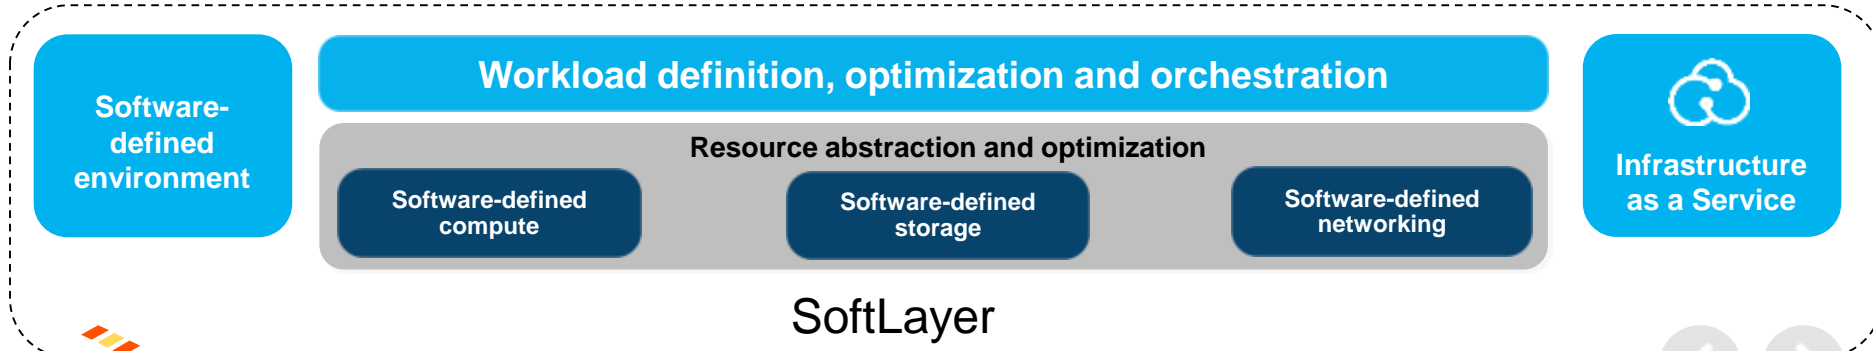 Software-
defined
environment
Workload definition, optimization and orchestration
Resource abstraction and optimization
Software-defined
compute
Software-defined
storage
Software-defined
networking
Infrastructure
as a Service
SoftLayer